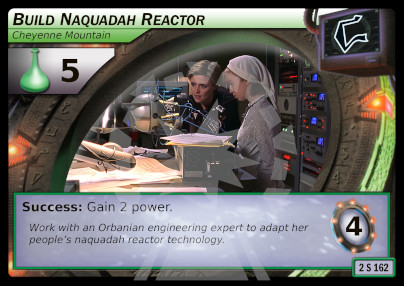 BUILD NAQUADAH REACTOR
Cheyenne Mountain
5
Success: Gain 2 power.
Work with an Orbanian engineering expert to adapt her
people's naquadah reactor technology.
4
2 S 162